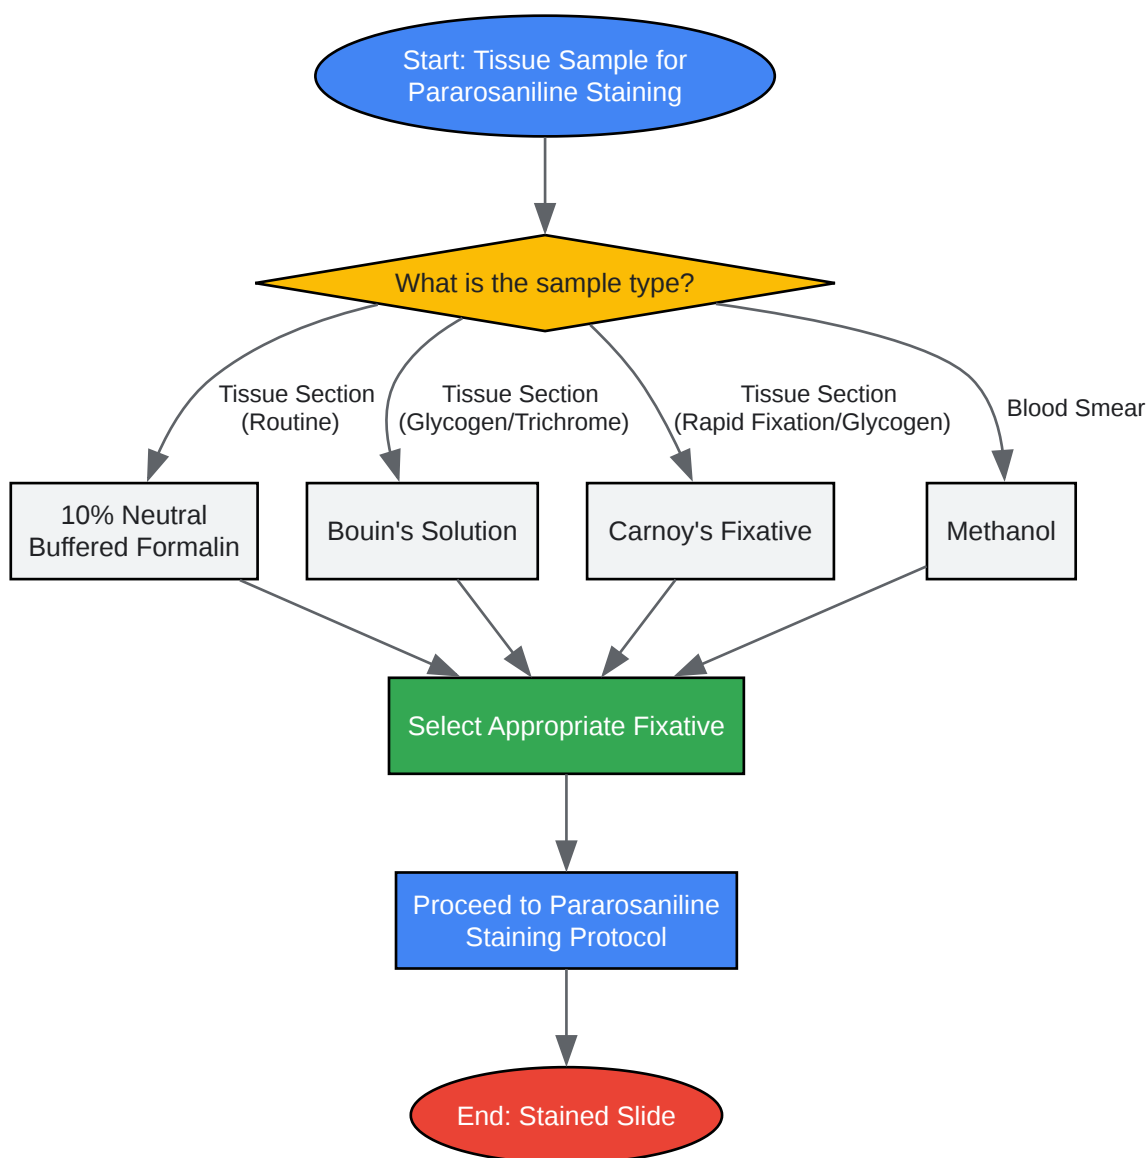 Start: Tissue Sample for
Pararosaniline Staining
What is the sample type?
Tissue Section
(Routine)
Tissue Section
(Glycogen/Trichrome)
Tissue Section
(Rapid Fixation/Glycogen)
Blood Smear
10% Neutral
Buffered Formalin
Bouin's Solution
Carnoy's Fixative
Methanol
Select Appropriate Fixative
Proceed to Pararosaniline
Staining Protocol
End: Stained Slide